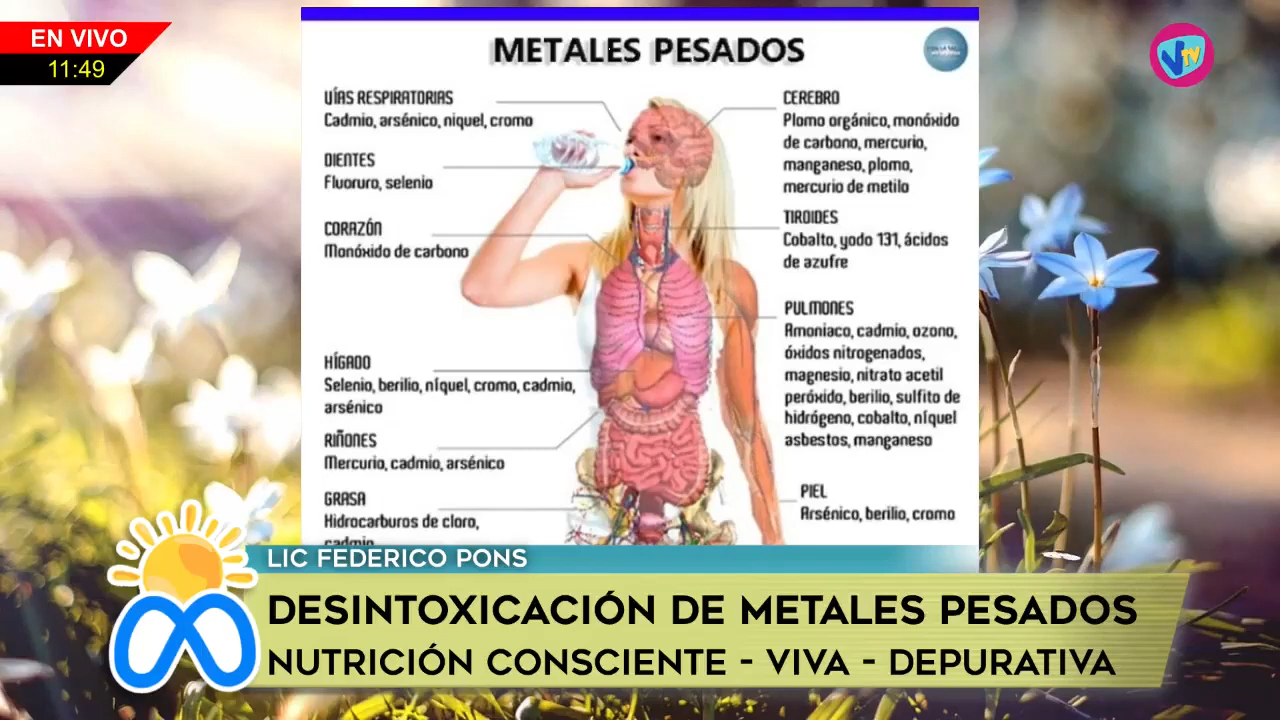 EN VIVO
11:49
METALES PESADOS
VTV
VÍAS RESPIRATORIAS
Cadmio, arsénico, niquel, cromo
DIENTES
Fluoruro, selenio
CORAZÓN
Monóxido de carbono
HÍGADO
Selenio, berilio, níquel, cromo, cadmio,
arsénico
RIÑONES
Mercurio, cadmio, arsénico
GRASA
Hidrocarburos de cloro,
cadmio
CEREBRO
Plomo orgánico, monóxido
de carbono, mercurio,
manganeso, plomo,
mercurio de metilo
TIROIDES
Cobalto, yodo 131, ácidos
de azufre
PULMONES
Amoniaco, cadmio, ozono,
óxidos nitrogenados,
magnesio, nitrato acetil
peróxido, berilio, sulfito de
hidrógeno, cobalto, níquel
asbestos, manganeso
PIEL
Arsénico, berilio, cromo
LIC FEDERICO PONS
DESINTOXICACIÓN DE METALES PESADOS
NUTRICIÓN CONSCIENTE - VIVA - DEPURATIVA